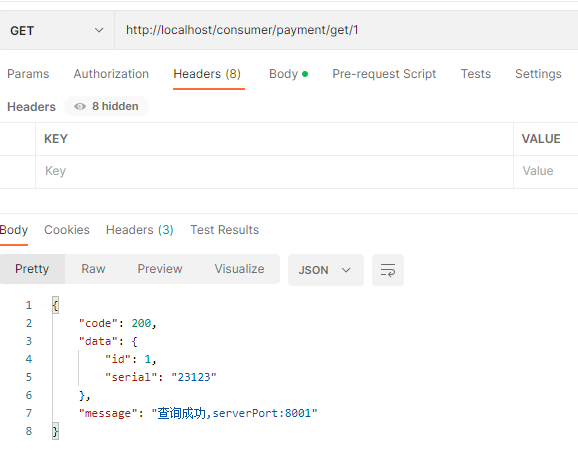 GET http://localhost/consumer/payment/get/1
Params Authorization Headers (8) Body Pre-request Script Tests Settings
Headers 8 hidden
KEY VALUE
Key Value
Body Cookies Headers (3) Test Results
Pretty Raw Preview Visualize JSON
1 {
2 "code": 200,
3 "data": {
4 "id": 1,
5 "serial": "23123"
6 },
7 "message": "查询成功,serverPort:8001"
8 }